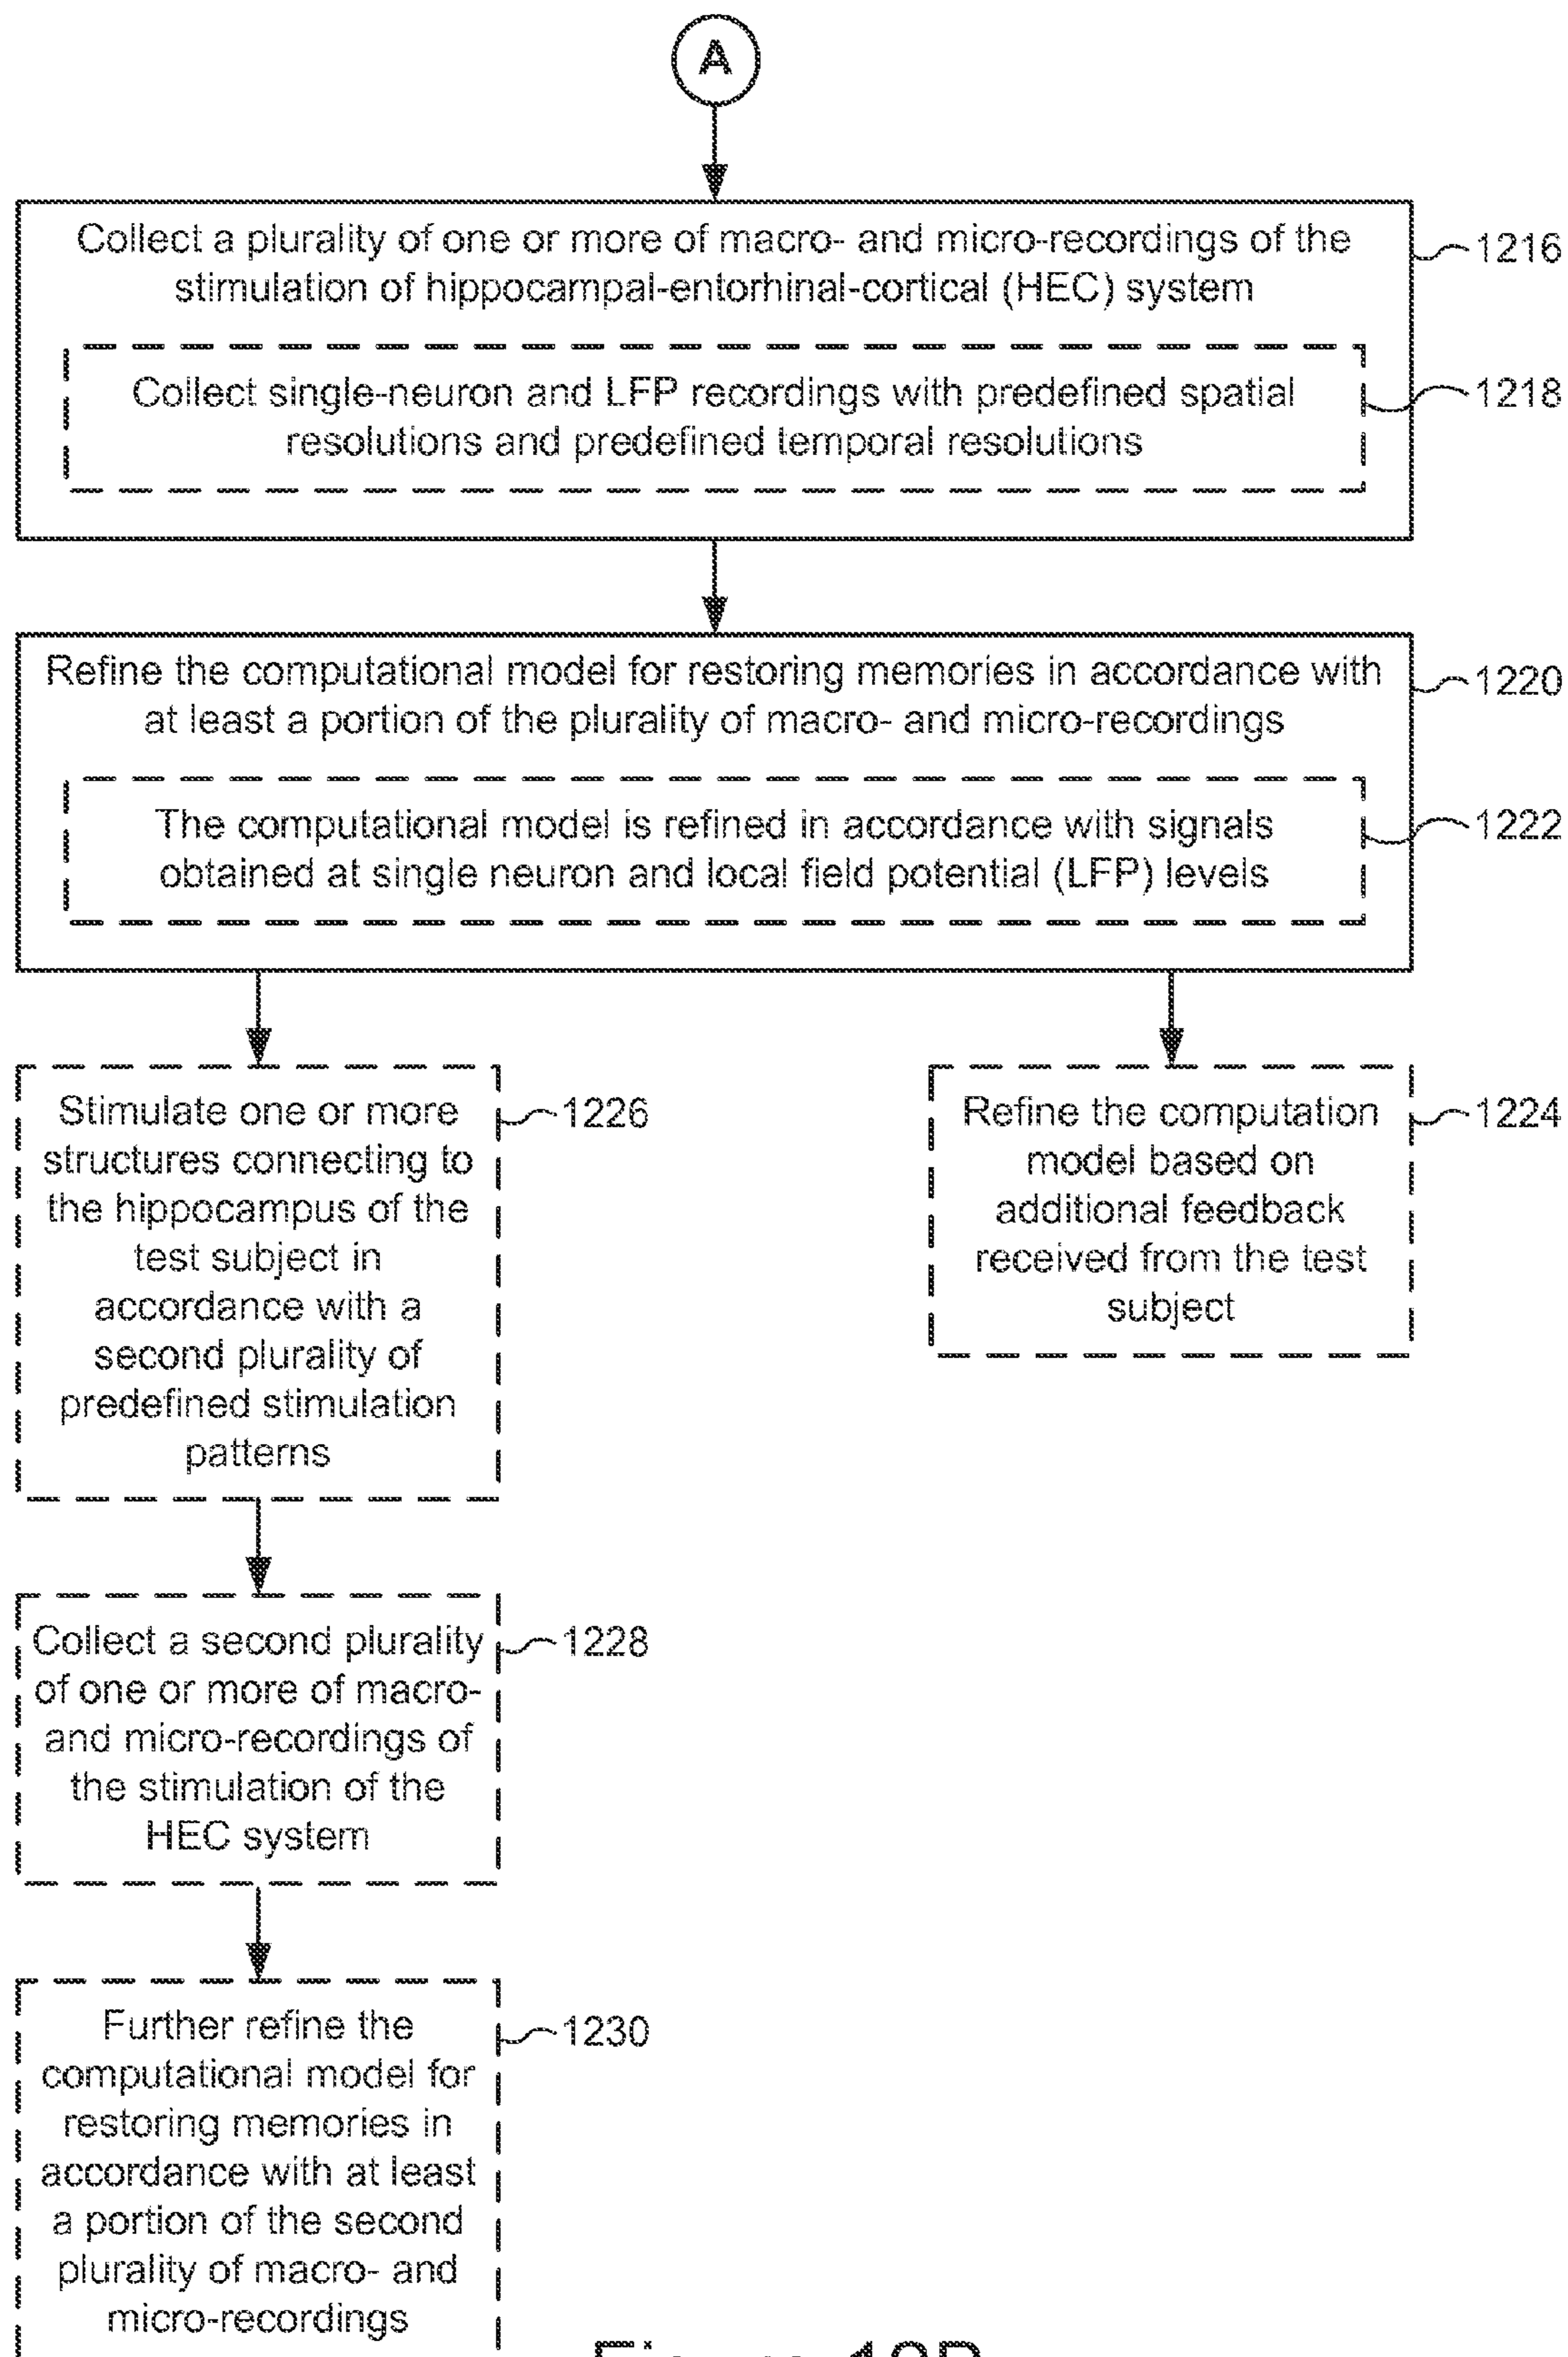 A
Collect a plurality of one or more of macro- and micro-recordings of the
stimulation of hippocampal-entorhinal-cortical (HEC) system
1216
Collect single-neuron and LFP recordings with predefined spatial
resolutions and predefined temporal resolutions
1218
Refine the computational model for restoring memories in accordance with
at least a portion of the plurality of macro- and micro-recordings
1220
The computational model is refined in accordance with signals
obtained at single neuron and local field potential (LFP) levels
1222
Stimulate one or more
structures connecting to
the hippocampus of the
test subject in
accordance with a
second plurality of
predefined stimulation
patterns
1226
Refine the computation
model based on
additional feedback
received from the test
subject
1224
Collect a second plurality
of one or more of macro-
and micro-recordings of
the stimulation of the
HEC system
1228
Further refine the
computational model for
restoring memories in
accordance with at least
a portion of the second
plurality of macro- and
micro-recordings
1230